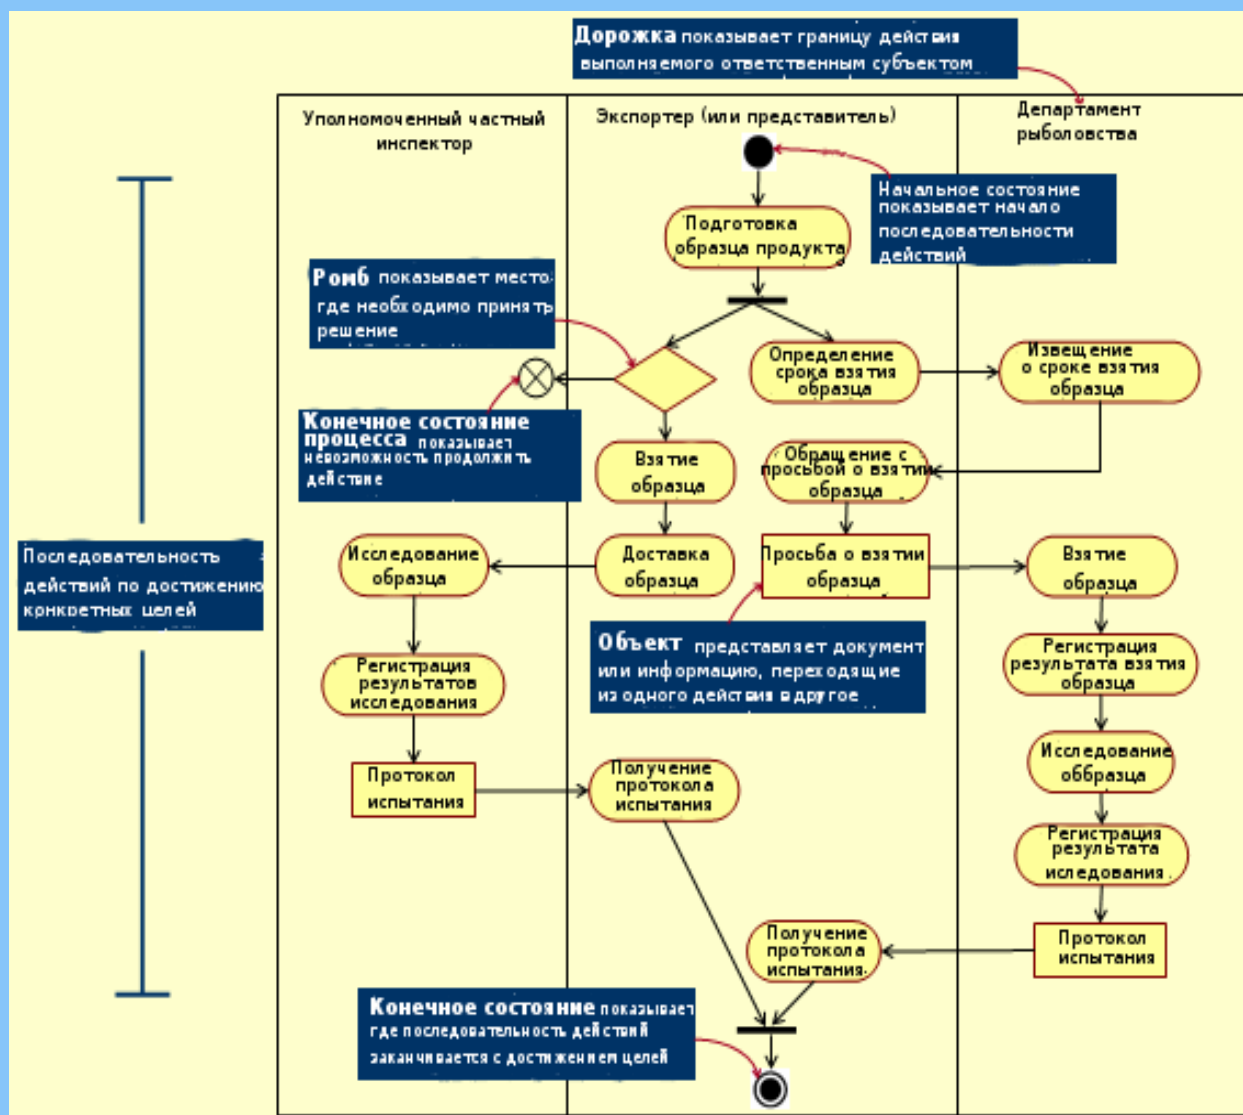 Дорожка показывает границу действия
выполняемого ответственным субъектом
Уполномоченный частный
инспектор
Экспортер (или представитель)
Департамент
рыболовства
Начальное состояние
показывает начало
последовательности
действий
Подготовка
образца продукта
Ромб показывает место
где необходимо принять
решение
Определение
срока взятия
образца
Извещение
о сроке взятия
образца
Конечное состояние
процесса показывает
невозможность продолжить
действие
Взятие
образца
Обращение с
просьбой о взятии
образца
Последовательность
действий по достижению
конкретных целей
Исследование
образца
Доставка
образца
Просьба о взятии
образца
Взятие
образца
Объект представляет документ
или информацию, переходящие
из одного действия в другое
Регистрация
результатов
исследования
Регистрация
результата взятия
образца
Протокол
испытания
Получение
протокола
испытания
Исследование
оббразца
Регистрация
результата
иследования
Получение
протокола
испытания
Протокол
испытания
Конечное состояние показывает
где последовательность действий
заканчивается с достижением целей